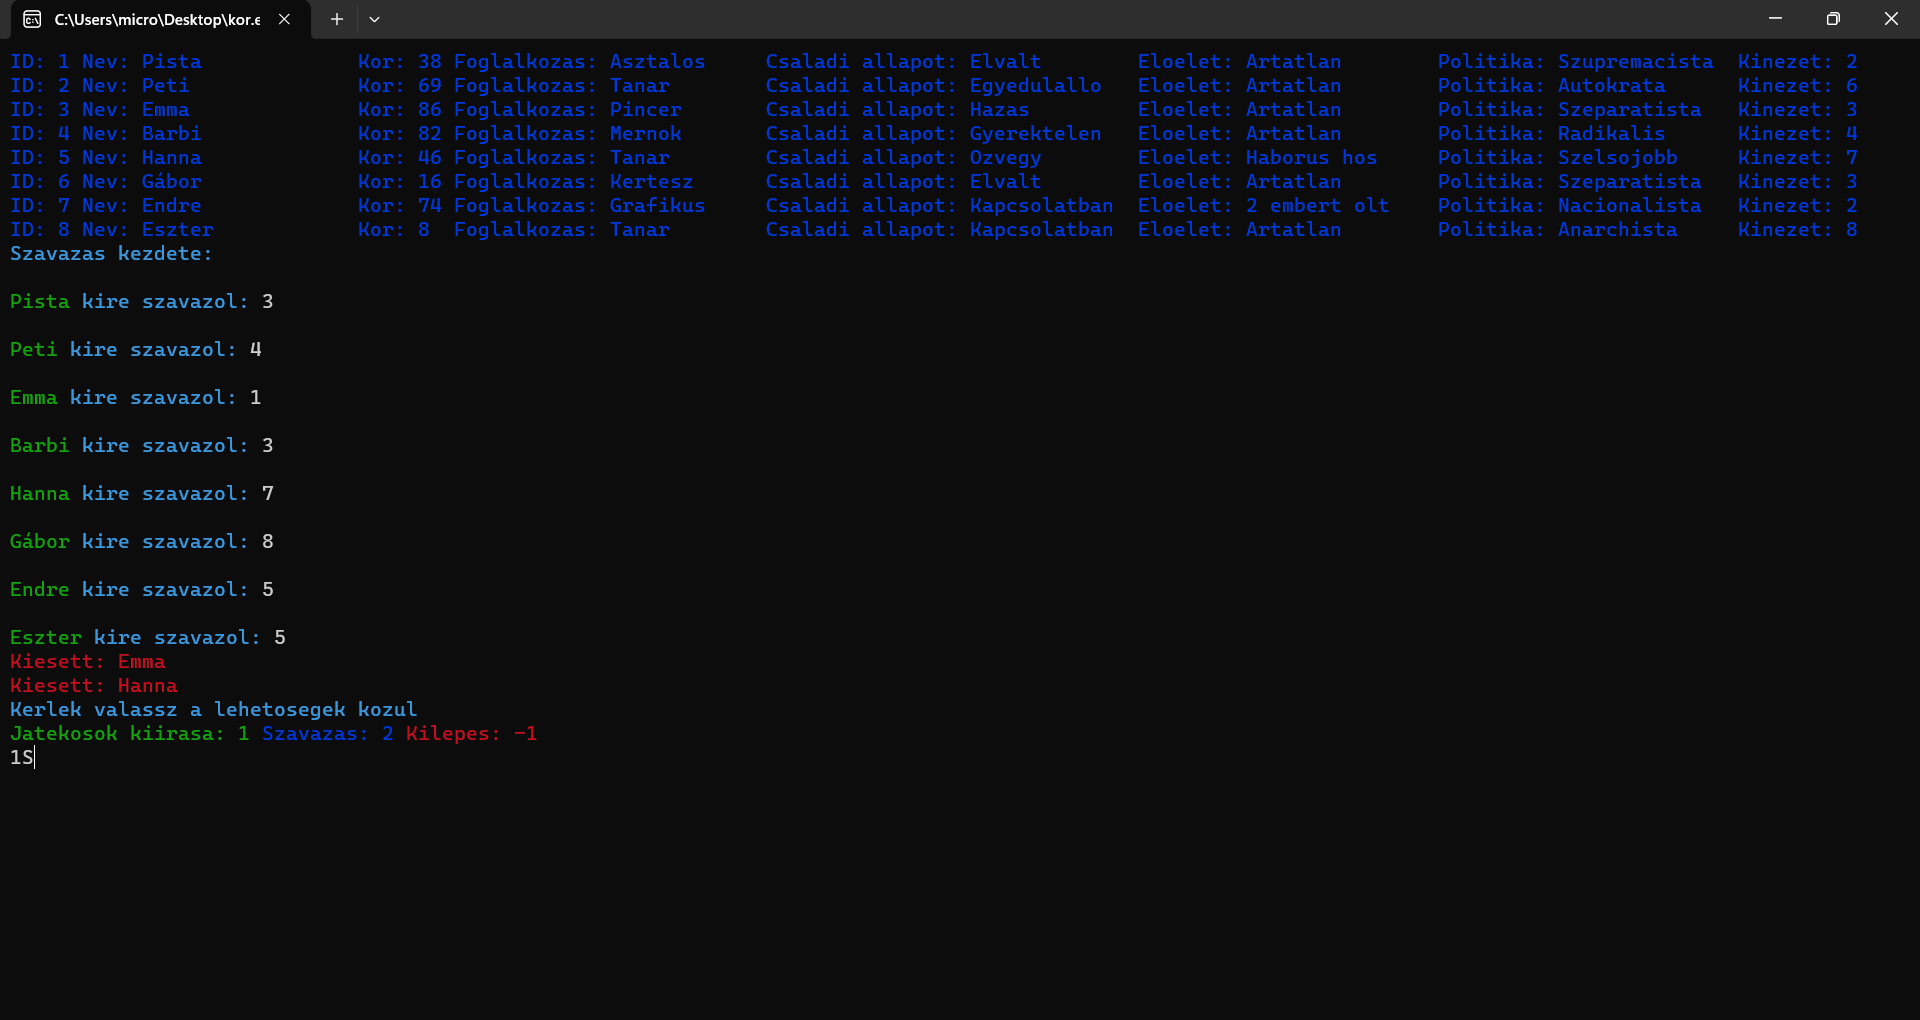 C:\Users\micro\Desktop\kor.e
ID: 1 Nev: Pista Kor: 38 Foglalkozas: Asztalos Csaladi allapot: Elvalt Eloelet: Artatlan Politika: Szupremacista Kinezet: 2
ID: 2 Nev: Peti Kor: 69 Foglalkozas: Tanar Csaladi allapot: Egyedulallo Eloelet: Artatlan Politika: Autokrata Kinezet: 6
ID: 3 Nev: Emma Kor: 86 Foglalkozas: Pincer Csaladi allapot: Hazas Eloelet: Artatlan Politika: Szeparatista Kinezet: 3
ID: 4 Nev: Barbi Kor: 82 Foglalkozas: Mernok Csaladi allapot: Gyerektelen Eloelet: Artatlan Politika: Radikalis Kinezet: 4
ID: 5 Nev: Hanna Kor: 46 Foglalkozas: Tanar Csaladi allapot: Ozvegy Eloelet: Haborus hos Politika: Szelsojobb Kinezet: 7
ID: 6 Nev: Gábor Kor: 16 Foglalkozas: Kertesz Csaladi allapot: Elvalt Eloelet: Artatlan Politika: Szeparatista Kinezet: 3
ID: 7 Nev: Endre Kor: 74 Foglalkozas: Grafikus Csaladi allapot: Kapcsolatban Eloelet: 2 embert olt Politika: Nacionalista Kinezet: 2
ID: 8 Nev: Eszter Kor: 8 Foglalkozas: Tanar Csaladi allapot: Kapcsolatban Eloelet: Artatlan Politika: Anarchista Kinezet: 8
Szavazas kezdete:
Pista kire szavazol: 3
Peti kire szavazol: 4
Emma kire szavazol: 1
Barbi kire szavazol: 3
Hanna kire szavazol: 7
Gábor kire szavazol: 8
Endre kire szavazol: 5
Eszter kire szavazol: 5
Kiesett: Emma
Kiesett: Hanna
Kerlek valassz a lehetosegek kozul
Jatekosok kiirasa: 1 Szavazas: 2 Kilepes: -1
1S